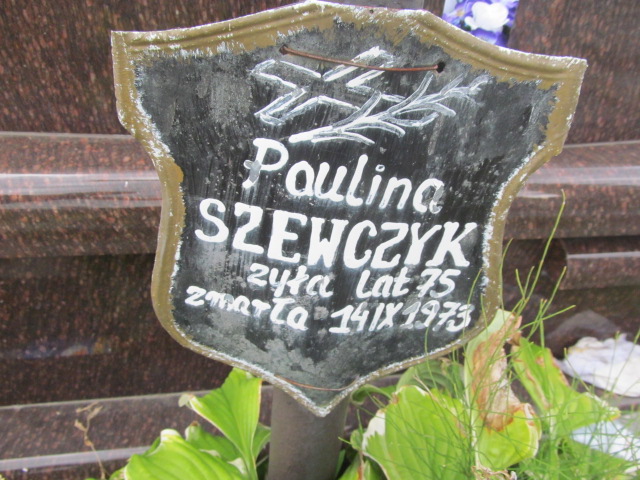 Paulina
SZEWCZYK
żyła lat 75
zmarła 14 IX 1973